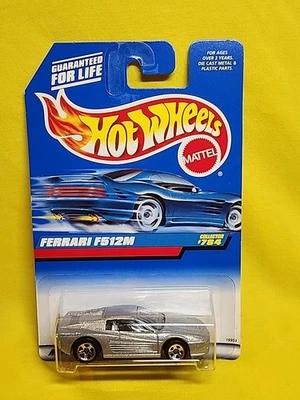 GUARANTEED
FOR LIFE
FOR AGES
OVER 3 YEARS.
DIE CAST METAL &
PLASTIC PARTS.
Hot Wheels
®
MATTEL
FERRARI F512M
COLLECTOR
#764